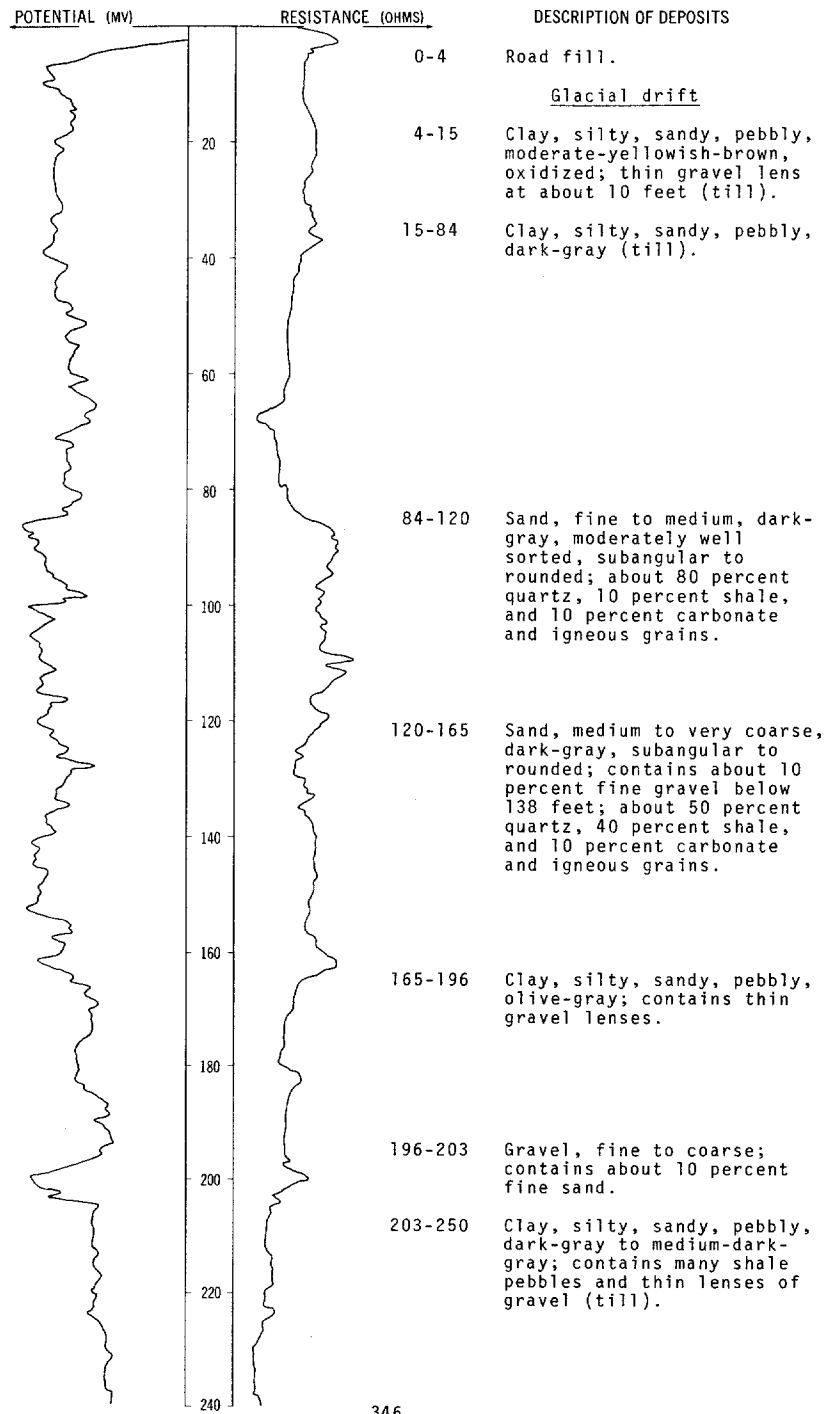 POTENTIAL (MV) RESISTANCE (OHMS) DESCRIPTION OF DEPOSITS
0-4 Road fill.
Glacial drift
4-15 Clay, silty, sandy, pebbly,
moderate-yellowish-brown,
oxidized; thin gravel lens
at about 10 feet (till).
15-84 Clay, silty, sandy, pebbly,
dark-gray (till).
84-120 Sand, fine to medium, dark-
gray, moderately well
sorted, subangular to
rounded; about 80 percent
quartz, 10 percent shale,
and 10 percent carbonate
and igneous grains.
120-165 Sand, medium to very coarse,
dark-gray, subangular to
rounded; contains about 10
percent fine gravel below
138 feet; about 50 percent
quartz, 40 percent shale,
and 10 percent carbonate
and igneous grains.
165-196 Clay, silty, sandy, pebbly,
olive-gray; contains thin
gravel lenses.
196-203 Gravel, fine to coarse;
contains about 10 percent
fine sand.
203-250 Clay, silty, sandy, pebbly,
dark-gray to medium-dark-
gray; contains many shale
pebbles and thin lenses of
gravel (till).
20
40
60
80
100
120
140
160
180
200
220
240
346